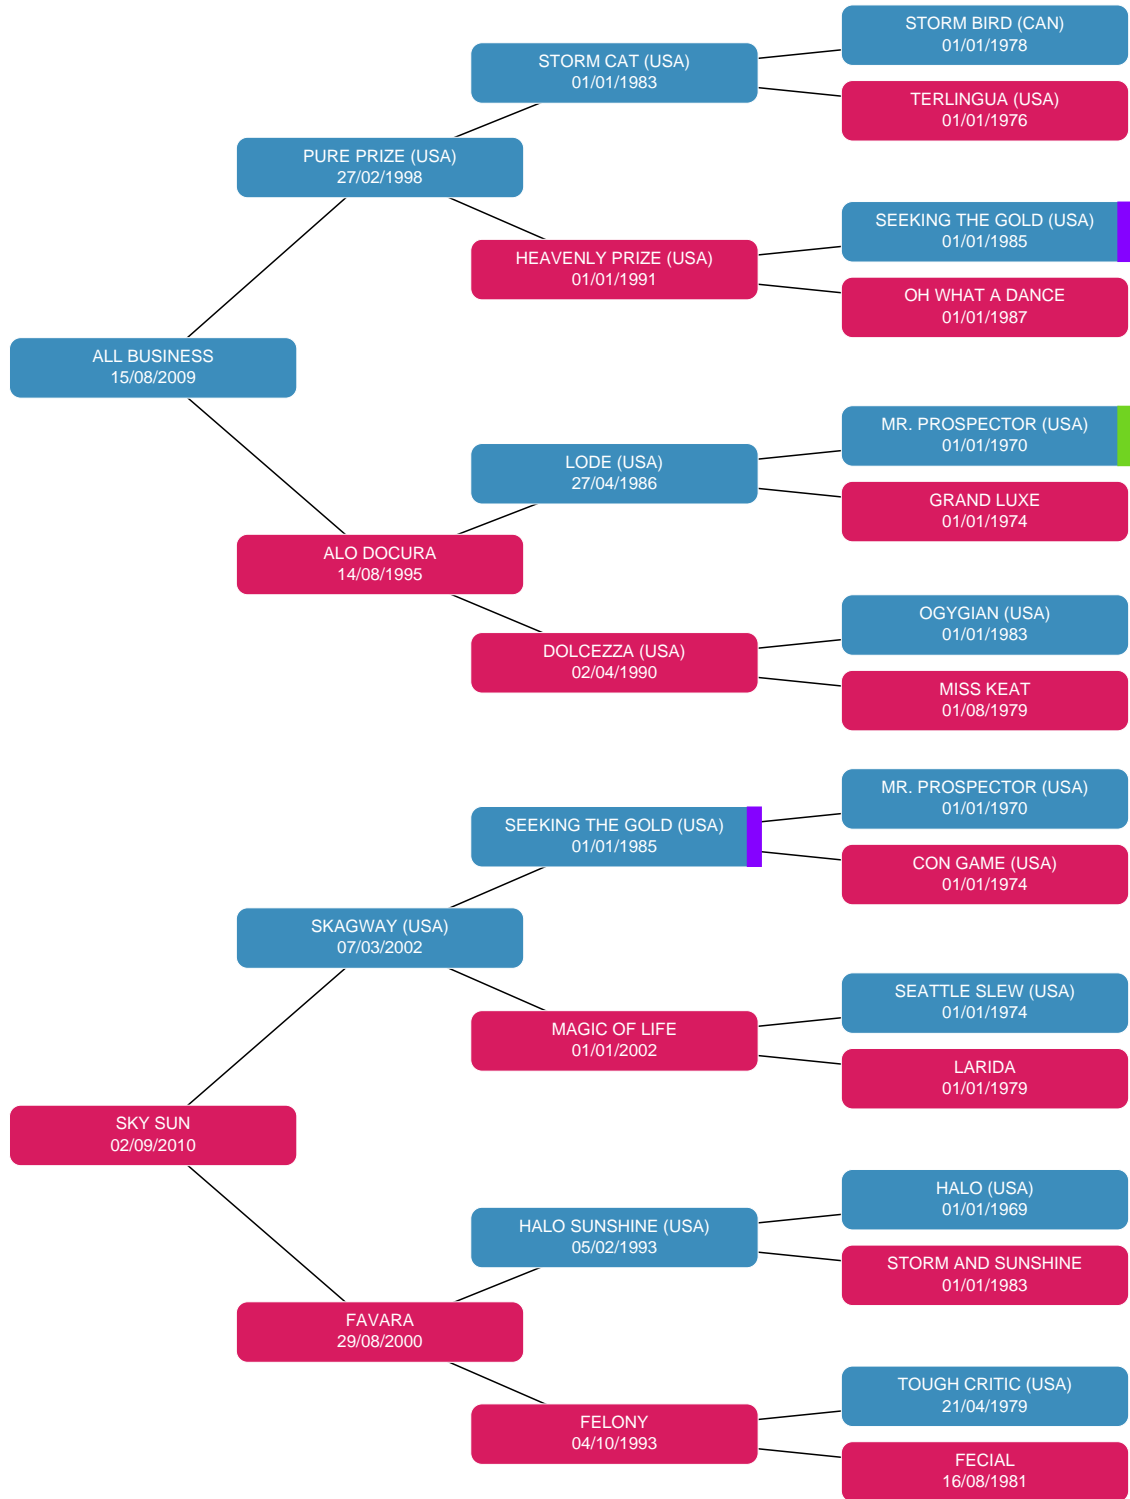 STORM BIRD (CAN)
01/01/1978
STORM CAT (USA)
01/01/1983
TERLINGUA (USA)
01/01/1976
PURE PRIZE (USA)
27/02/1998
SEEKING THE GOLD (USA)
01/01/1985
HEAVENLY PRIZE (USA)
01/01/1991
OH WHAT A DANCE
01/01/1987
ALL BUSINESS
15/08/2009
MR. PROSPECTOR (USA)
01/01/1970
LODE (USA)
27/04/1986
GRAND LUXE
01/01/1974
ALO DOCURA
14/08/1995
OGYGIAN (USA)
01/01/1983
DOLCEZZA (USA)
02/04/1990
MISS KEAT
01/08/1979
MR. PROSPECTOR (USA)
01/01/1970
SEEKING THE GOLD (USA)
01/01/1985
CON GAME (USA)
01/01/1974
SKAGWAY (USA)
07/03/2002
SEATTLE SLEW (USA)
01/01/1974
MAGIC OF LIFE
01/01/2002
LARIDA
01/01/1979
SKY SUN
02/09/2010
HALO (USA)
01/01/1969
HALO SUNSHINE (USA)
05/02/1993
STORM AND SUNSHINE
01/01/1983
FAVARA
29/08/2000
TOUGH CRITIC (USA)
21/04/1979
FELONY
04/10/1993
FECIAL
16/08/1981